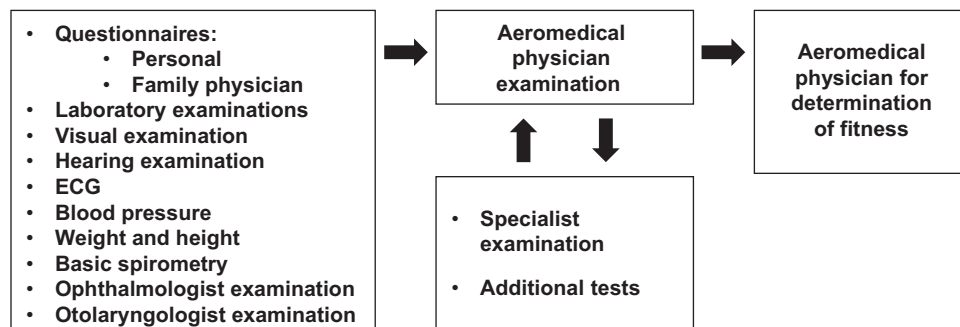 • Questionnaires:
• Personal
• Family physician
• Laboratory examinations
• Visual examination
• Hearing examination
• ECG
• Blood pressure
• Weight and height
• Basic spirometry
• Ophthalmologist examination
• Otolaryngologist examination
Aeromedical
physician
examination
• Specialist
examination
• Additional tests
Aeromedical
physician for
determination
of fitness